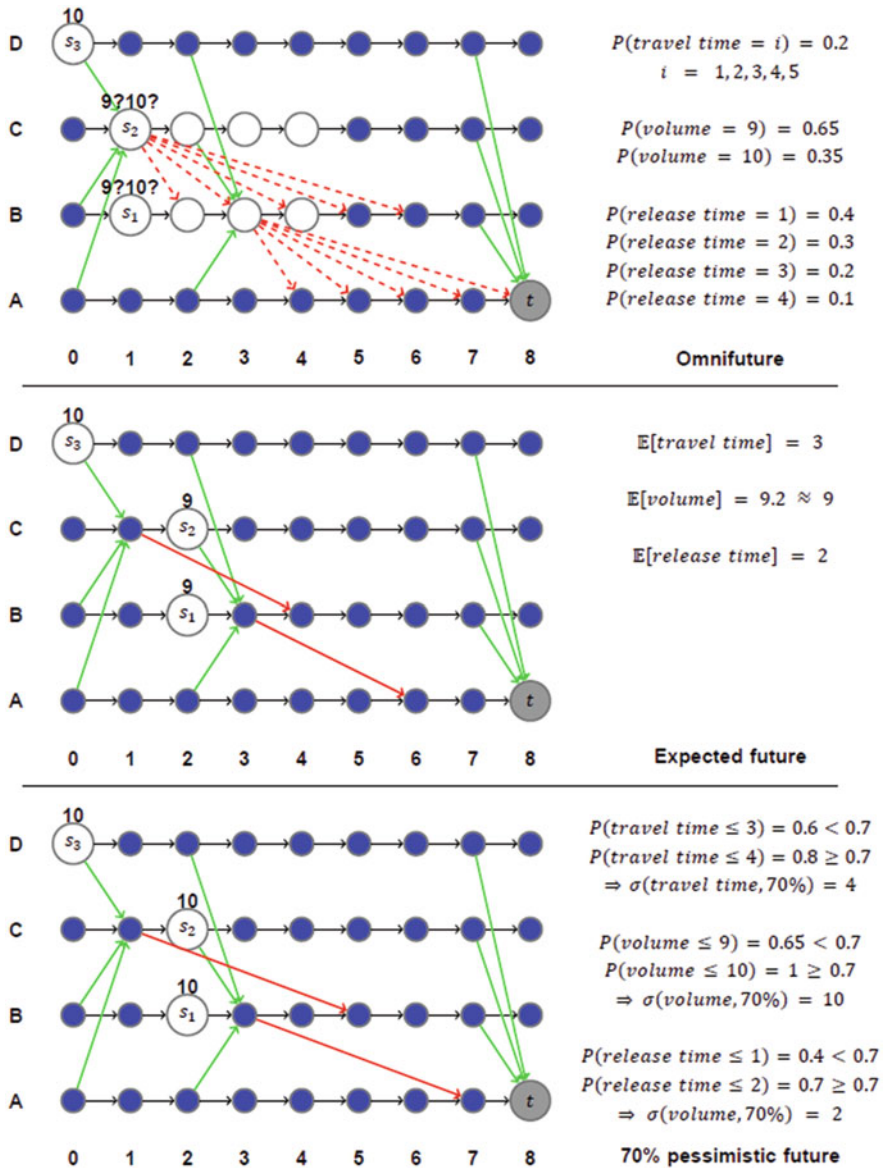 10
D s₃
P(travel time = i) = 0.2
i = 1,2,3,4,5
9?10?
C s₂
P(volume = 9) = 0.65
P(volume = 10) = 0.35
9?10?
B s₁
P(release time = 1) = 0.4
P(release time = 2) = 0.3
P(release time = 3) = 0.2
P(release time = 4) = 0.1
A t
0 1 2 3 4 5 6 7 8
Omnifuture
10
D s₃
𝔼[travel time] = 3
9
C s₂
𝔼[volume] = 9.2 ≈ 9
𝔼[release time] = 2
9
B s₁
A t
0 1 2 3 4 5 6 7 8
Expected future
10
D s₃
P(travel time ≤ 3) = 0.6 < 0.7
P(travel time ≤ 4) = 0.8 ≥ 0.7
⇒ σ(travel time, 70%) = 4
10
C s₂
P(volume ≤ 9) = 0.65 < 0.7
P(volume ≤ 10) = 1 ≥ 0.7
⇒ σ(volume, 70%) = 10
10
B s₁
P(release time ≤ 1) = 0.4 < 0.7
P(release time ≤ 2) = 0.7 ≥ 0.7
⇒ σ(volume, 70%) = 2
A t
0 1 2 3 4 5 6 7 8
70% pessimistic future